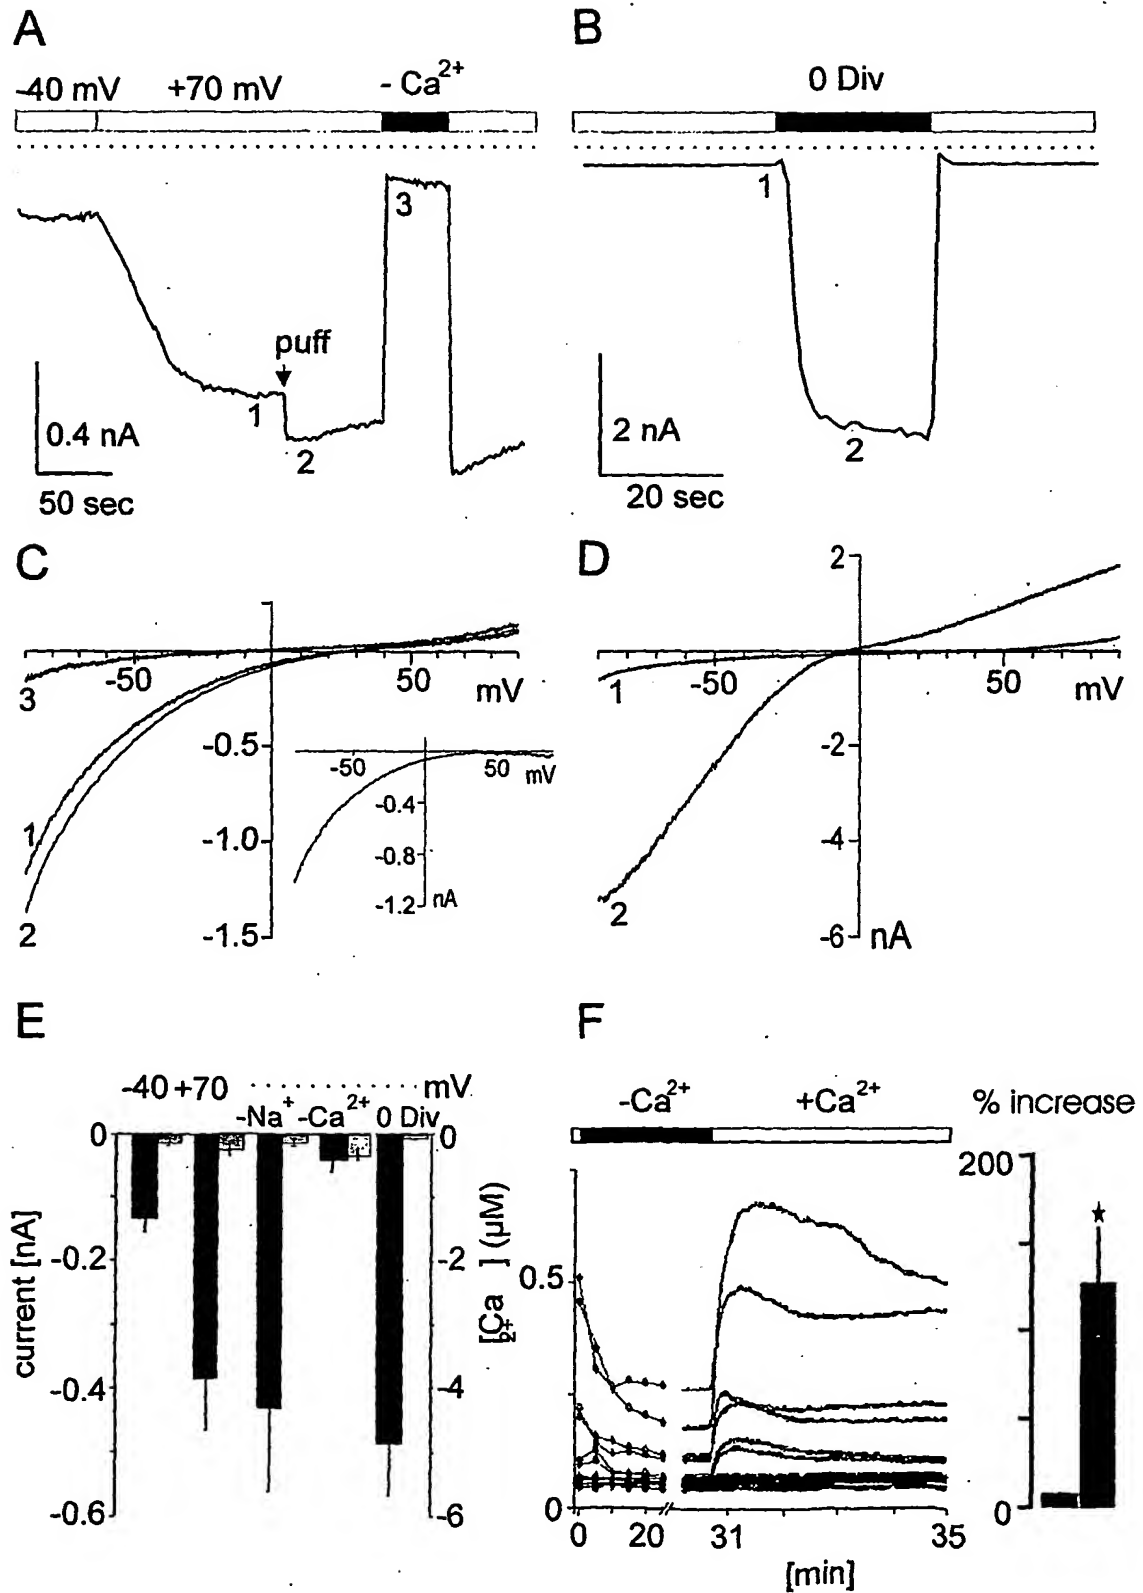 A
-40 mV +70 mV - Ca2+
puff
1
2
3
0.4 nA
50 sec
B
0 Div
1
2
2 nA
20 sec
C
-50 50
mV
3
-0.5
1
-1.0
2
-1.5
-50 50
mV
-0.4
-0.8
-1.2 nA
D
2
-50 50
mV
1
-2
-4
2
-6 nA
E
-40 +70 mV
-Na+ -Ca2+ 0 Div
0 0
-0.2 -2
-0.4 -4
-0.6 -6
current [nA]
[Ca2+] (µM)
F
-Ca2+ +Ca2+
0.5
0
0 20 31 35
[min]
% increase
200
0